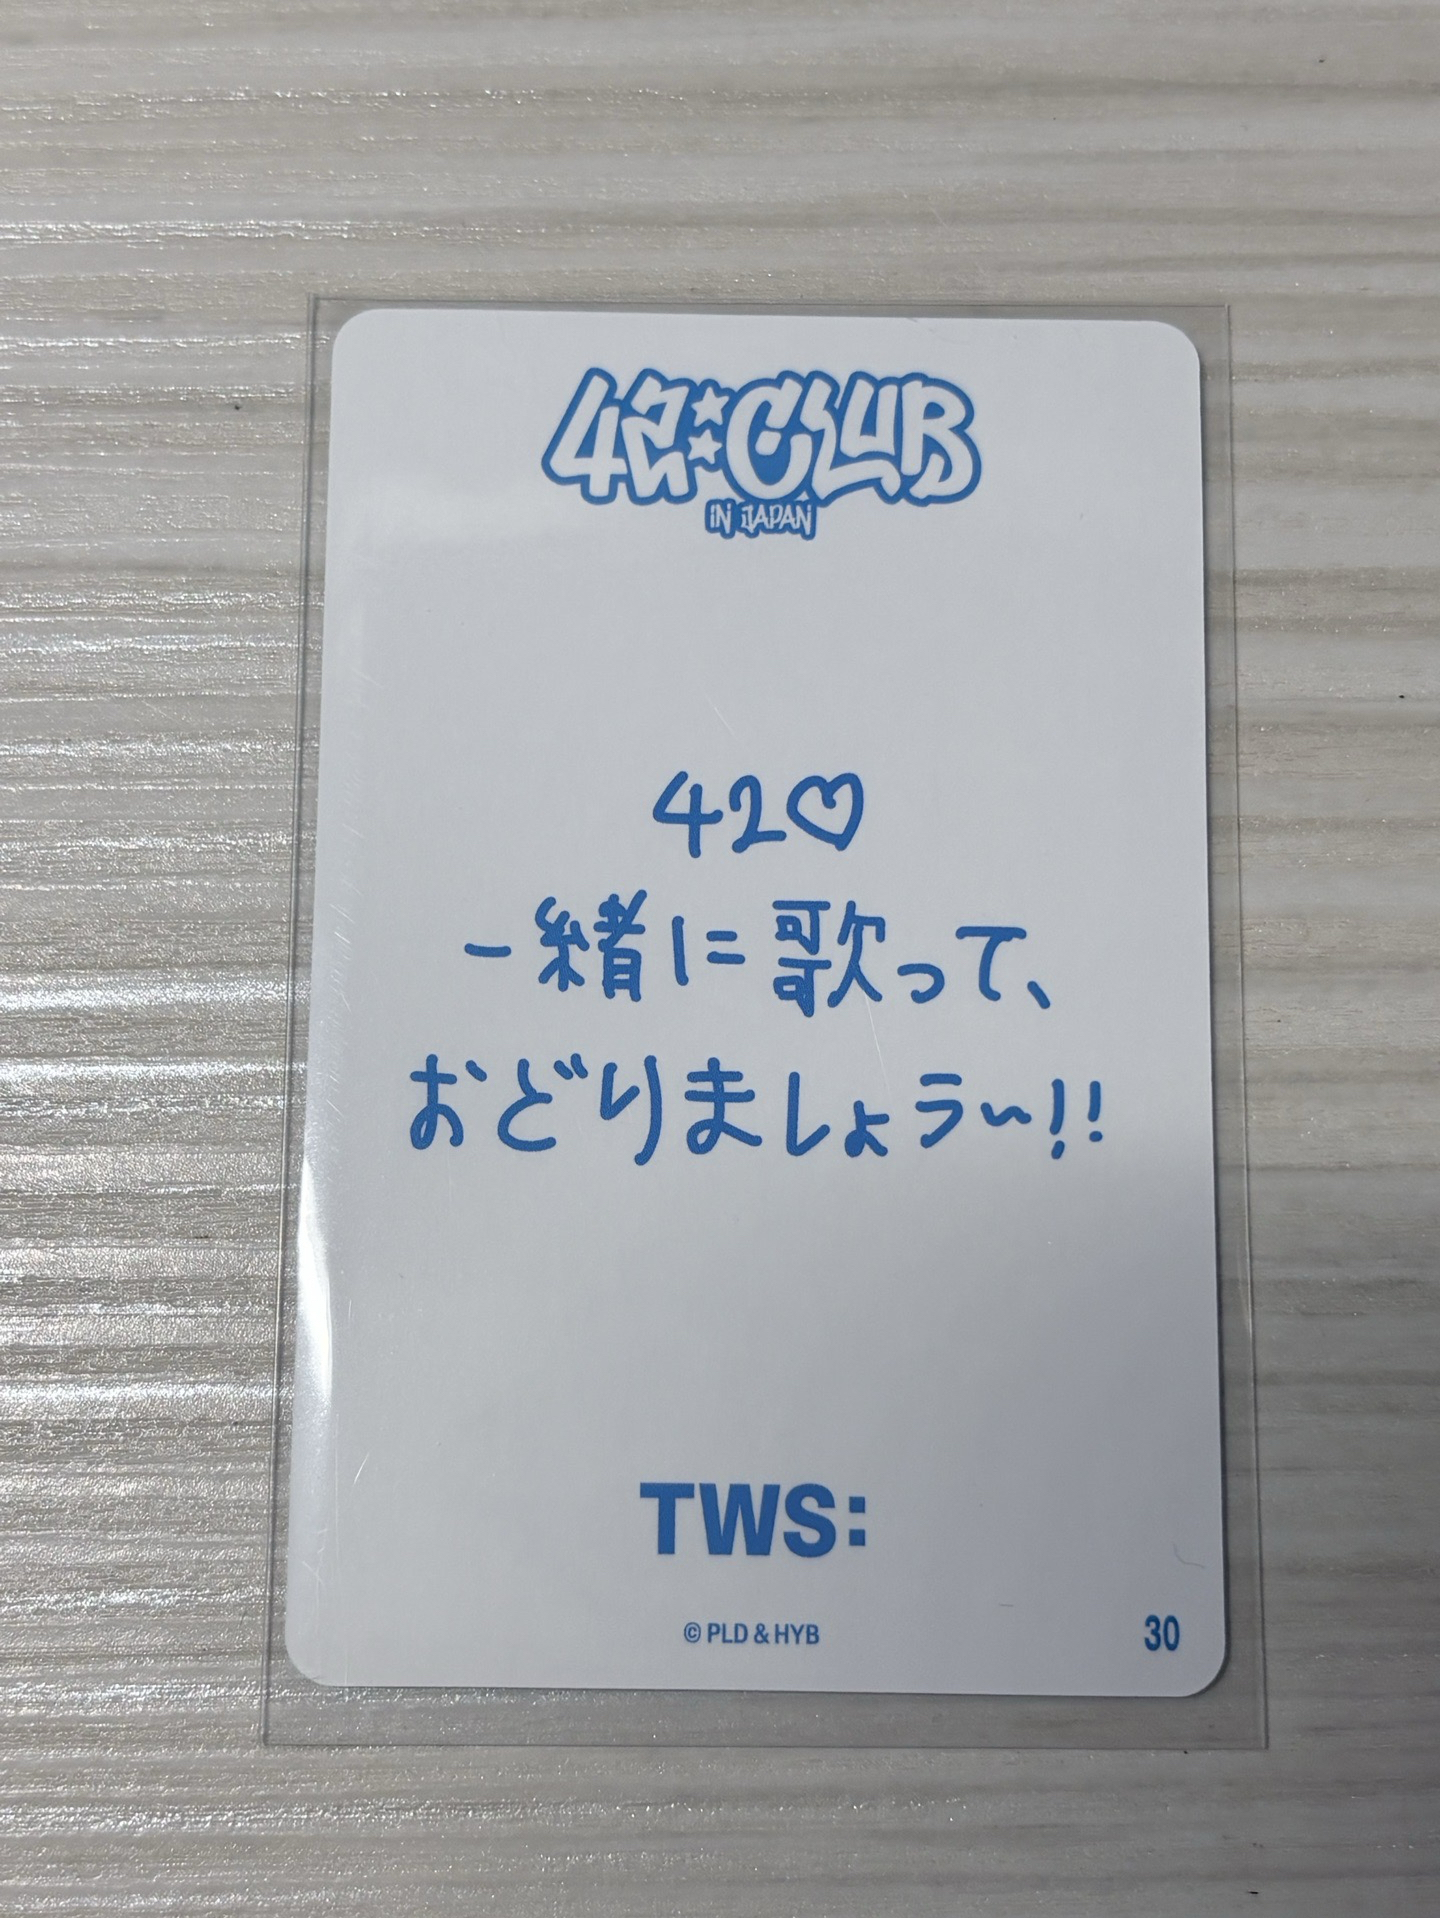 42:CLUB
IN JAPAN
42♡
一緒に歌って、
おどりましょう〜!!
TWS:
© PLD & HYB
30